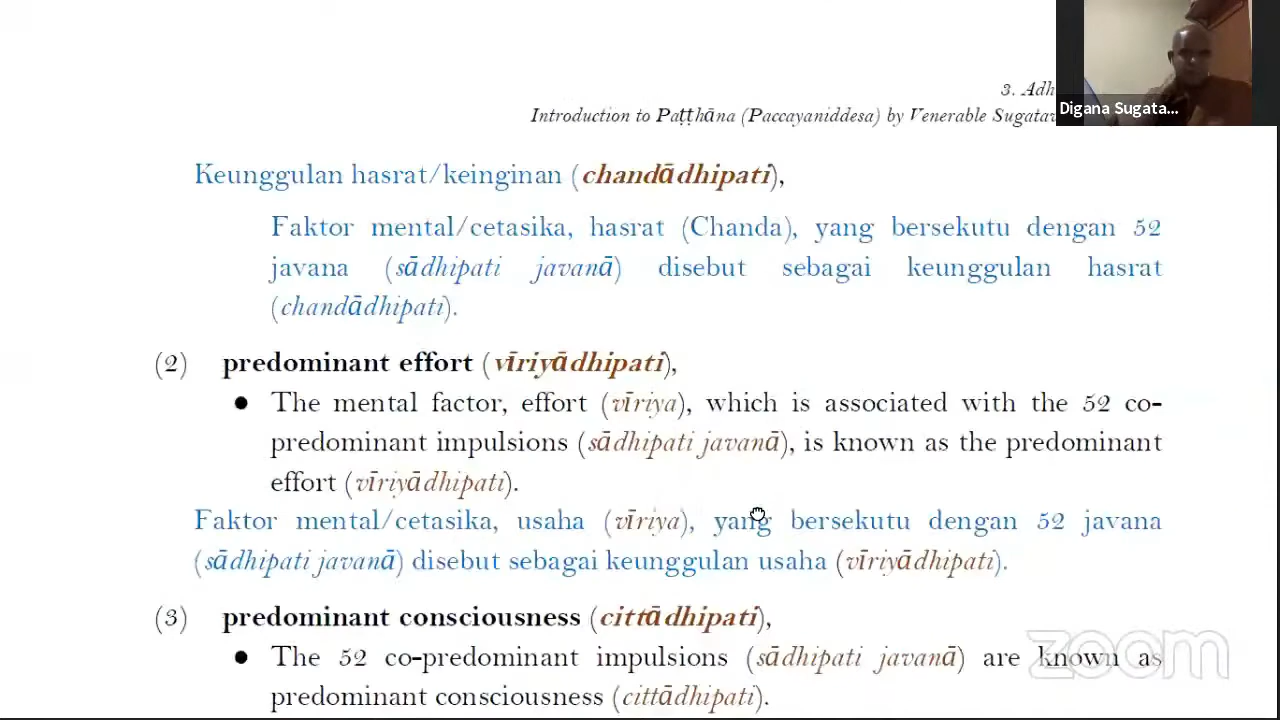 3. Adh
Introduction to Paṭṭhāna (Paccayaniddesa) by Venerable Sugatav
Digana Sugata...
Keunggulan hasrat/keinginan (chandādhipati),
Faktor mental/cetasika, hasrat (Chanda), yang bersekutu dengan 52
javana (sādhipati javanā) disebut sebagai keunggulan hasrat
(chandādhipati).
(2) predominant effort (vīriyādhipati),
● The mental factor, effort (vīriya), which is associated with the 52 co-
predominant impulsions (sādhipati javanā), is known as the predominant
effort (vīriyādhipati).
Faktor mental/cetasika, usaha (vīriya), yang bersekutu dengan 52 javana
(sādhipati javanā) disebut sebagai keunggulan usaha (vīriyādhipati).
(3) predominant consciousness (cittādhipati),
● The 52 co-predominant impulsions (sādhipati javanā) are known as
predominant consciousness (cittādhipati).
zoom